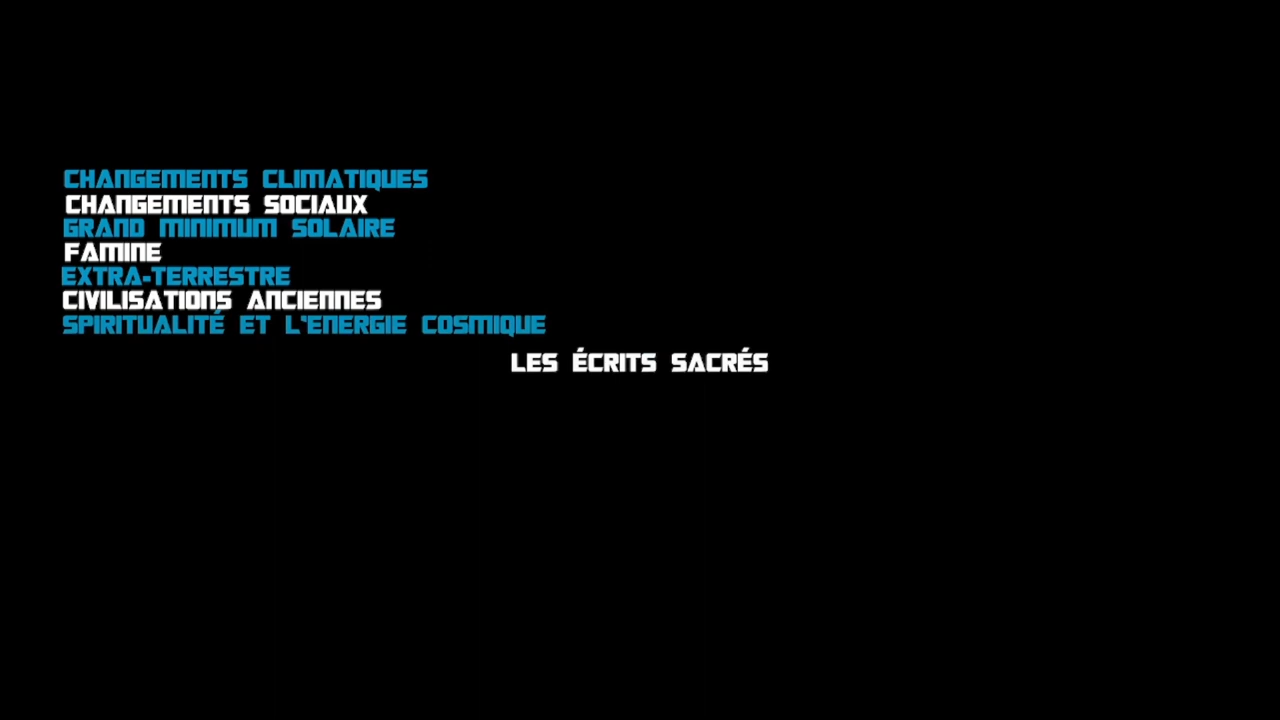 CHANGEMENTS CLIMATIQUES
CHANGEMENTS SOCIAUX
GRAND MINIMUM SOLAIRE
FAMINE
EXTRA-TERRESTRE
CIVILISATIONS ANCIENNES
SPIRITUALITÉ ET L'ENERGIE COSMIQUE
LES ÉCRITS SACRÉS